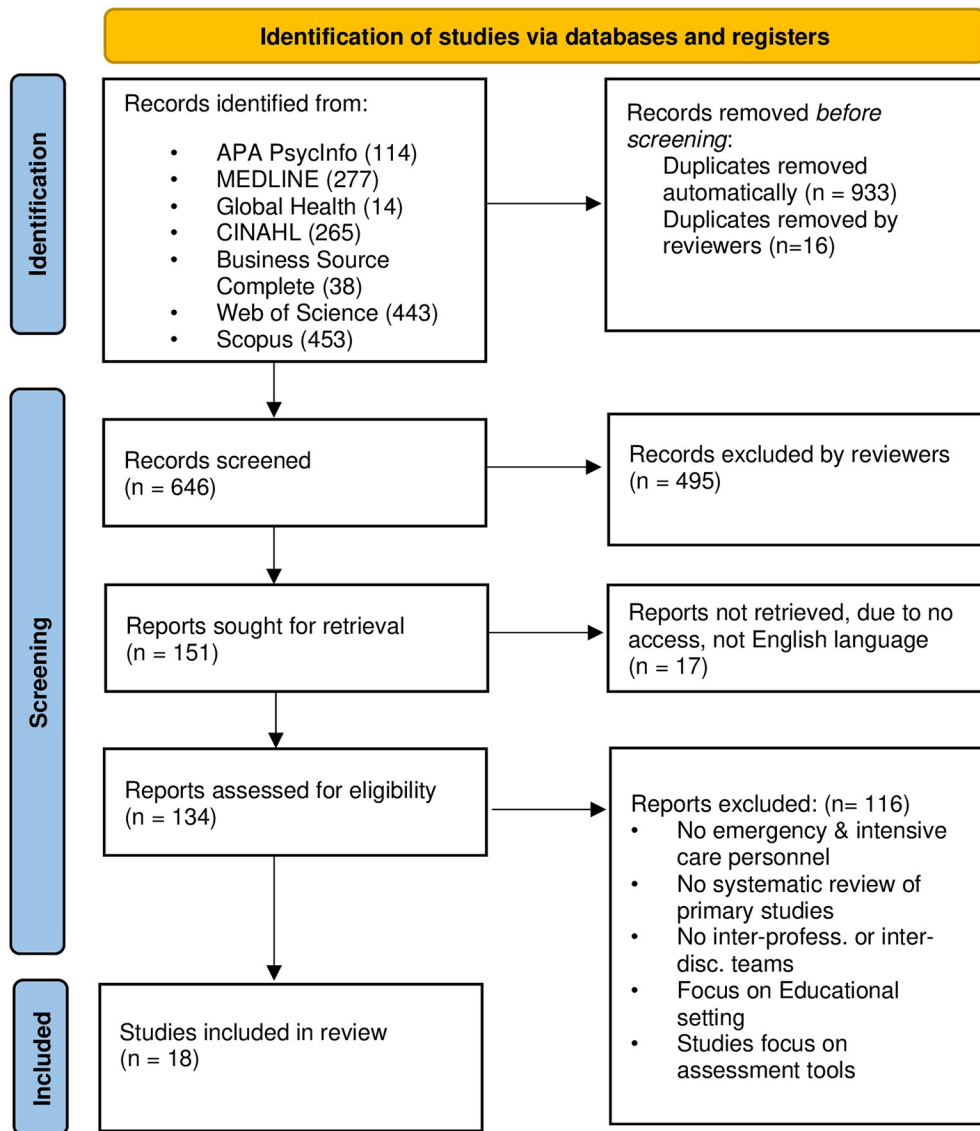 Identification of studies via databases and registers
Identification
Records identified from:
• APA PsycInfo (114)
• MEDLINE (277)
• Global Health (14)
• CINAHL (265)
• Business Source
Complete (38)
• Web of Science (443)
• Scopus (453)
Records removed before
screening:
Duplicates removed
automatically (n = 933)
Duplicates removed by
reviewers (n=16)
Screening
Records screened
(n = 646)
Records excluded by reviewers
(n = 495)
Reports sought for retrieval
(n = 151)
Reports not retrieved, due to no
access, not English language
(n = 17)
Reports assessed for eligibility
(n = 134)
Reports excluded: (n= 116)
• No emergency & intensive
care personnel
• No systematic review of
primary studies
• No inter-profess. or inter-
disc. teams
• Focus on Educational
setting
• Studies focus on
assessment tools
Included
Studies included in review
(n = 18)